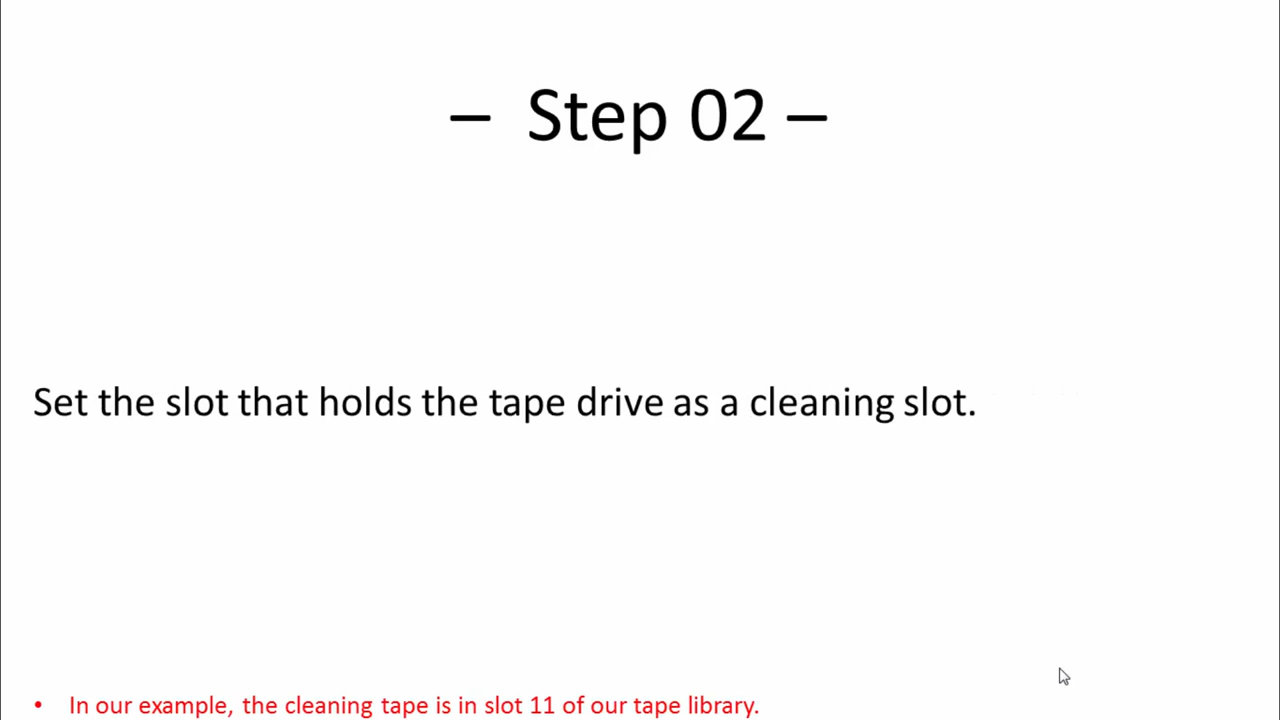 – Step 02 –
Set the slot that holds the tape drive as a cleaning slot.
• In our example, the cleaning tape is in slot 11 of our tape library.